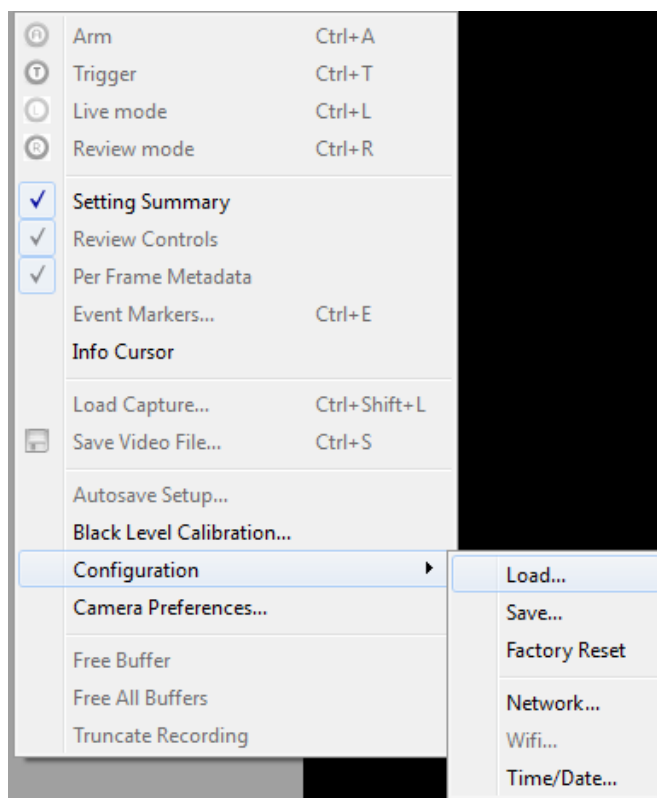 Arm Ctrl+A
Trigger Ctrl+T
Live mode Ctrl+L
Review mode Ctrl+R
Setting Summary
Review Controls
Per Frame Metadata
Event Markers... Ctrl+E
Info Cursor
Load Capture... Ctrl+Shift+L
Save Video File... Ctrl+S
Autosave Setup...
Black Level Calibration...
Configuration
Camera Preferences...
Free Buffer
Free All Buffers
Truncate Recording
Load...
Save...
Factory Reset
Network...
Wifi...
Time/Date...